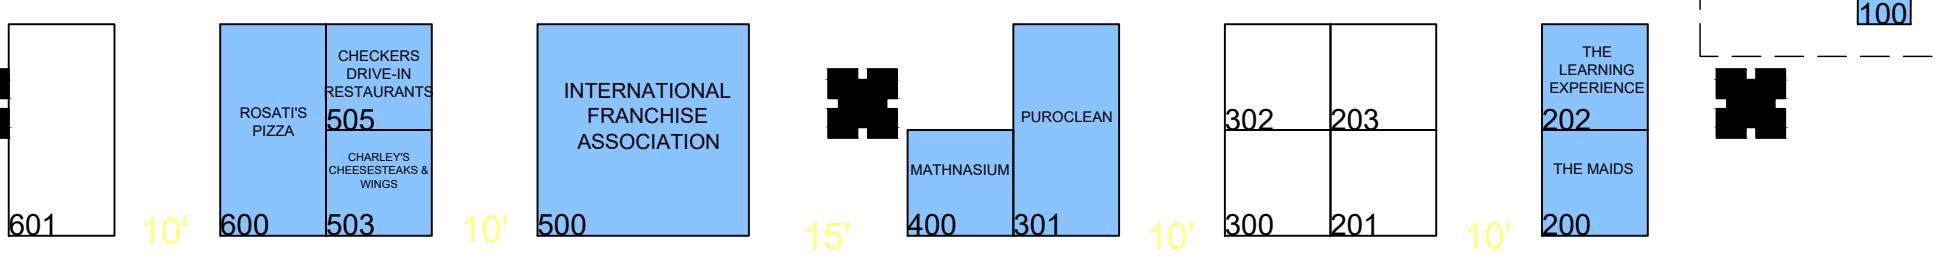 100
601
10'
ROSATI'S
PIZZA
600
CHECKERS
DRIVE-IN
RESTAURANTS
505
CHARLEY'S
CHEESESTEAKS &
WINGS
503
10'
INTERNATIONAL
FRANCHISE
ASSOCIATION
500
15'
MATHNASIUM
400
PUROCLEAN
301
10'
302
203
300
201
10'
THE
LEARNING
EXPERIENCE
202
THE MAIDS
200